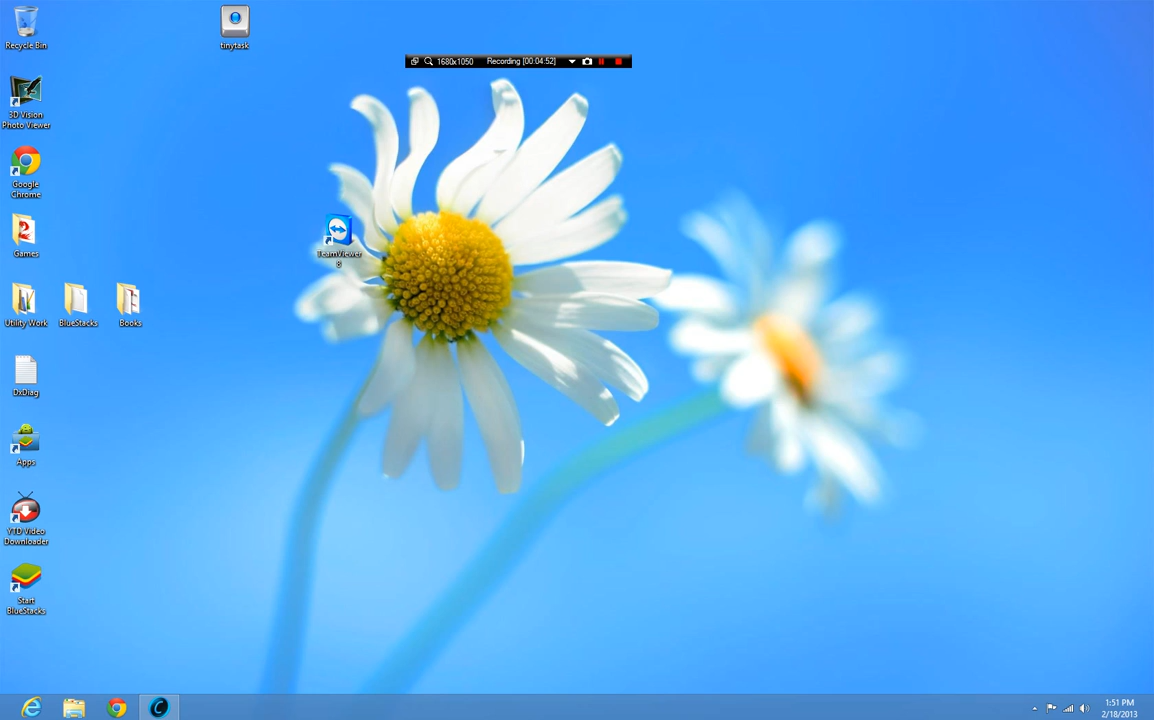 Recycle Bin
tinytask
1680x1050 Recording [00:04:52]
3D Vision
Photo Viewer
Google
Chrome
Games
TeamViewer
8
Utility Work
BlueStacks
Books
DxDiag
Apps
YTD Video
Downloader
Start
BlueStacks
1:51 PM
2/18/2013